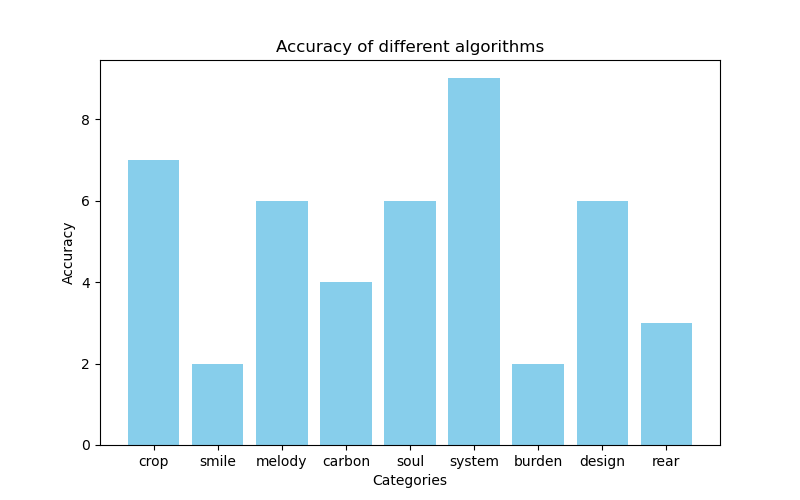 Accuracy of different algorithms
Accuracy
8
6
4
2
0
crop smile melody carbon soul system burden design rear
Categories